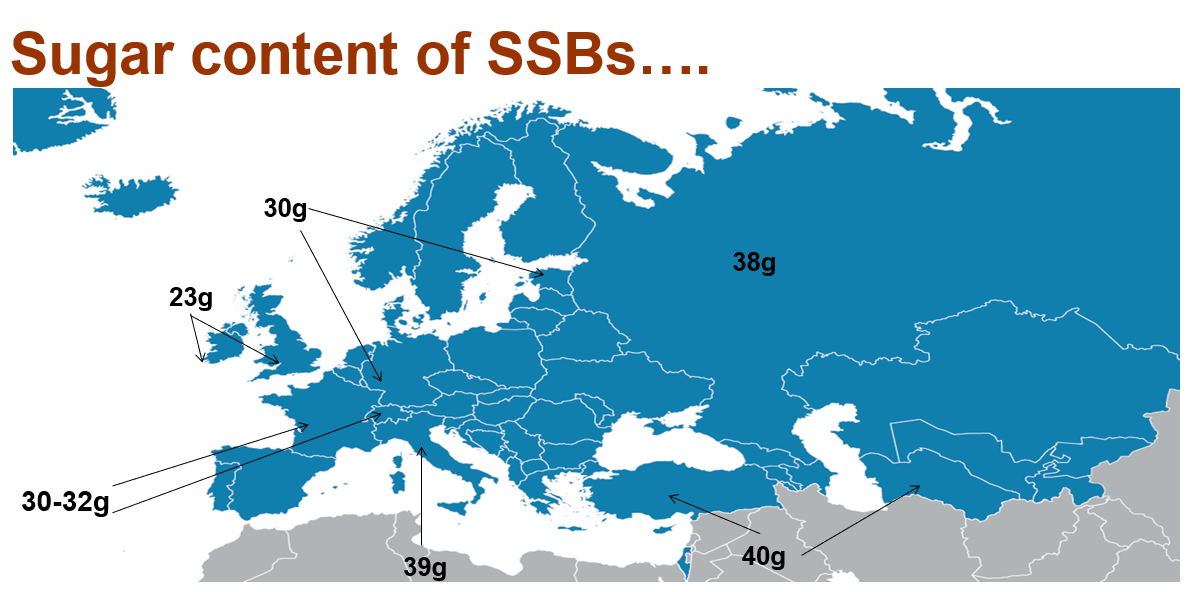 Sugar content of SSBs….
30g
38g
23g
30-32g
39g
40g